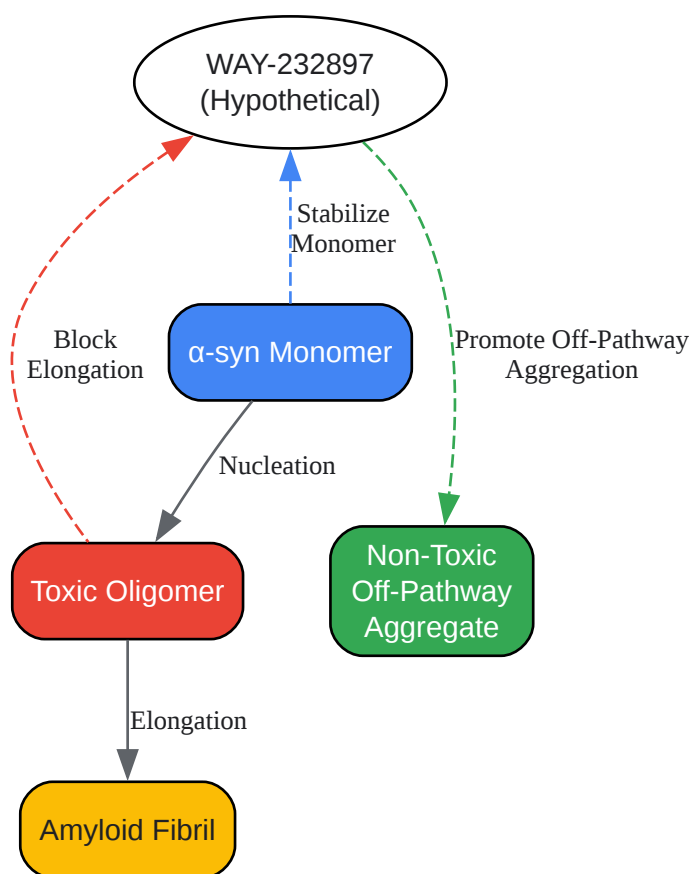 WAY-232897
(Hypothetical)
Stabilize
Monomer
Block
Elongation
α-syn Monomer
Promote Off-Pathway
Aggregation
Nucleation
Toxic Oligomer
Non-Toxic
Off-Pathway
Aggregate
Elongation
Amyloid Fibril